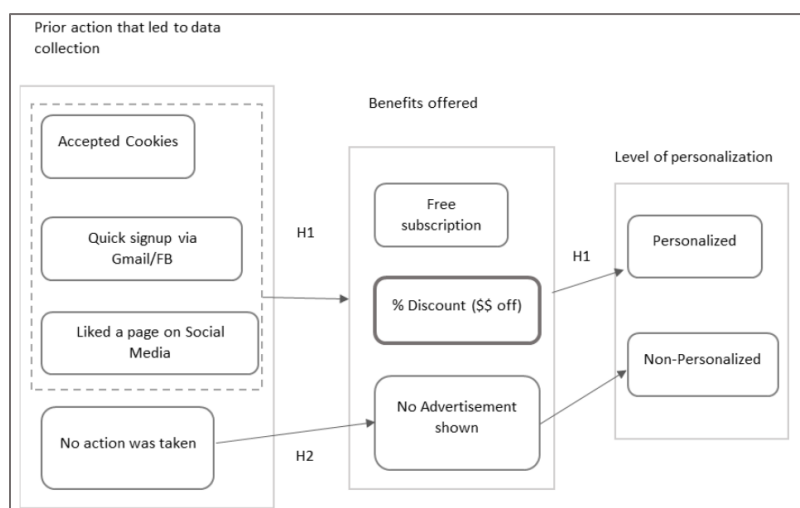 Prior action that led to data
collection
Accepted Cookies
Quick signup via
Gmail/FB
Liked a page on Social
Media
No action was taken
H1
H2
Benefits offered
Free
subscription
% Discount ($$ off)
No Advertisement
shown
H1
Level of personalization
Personalized
Non-Personalized